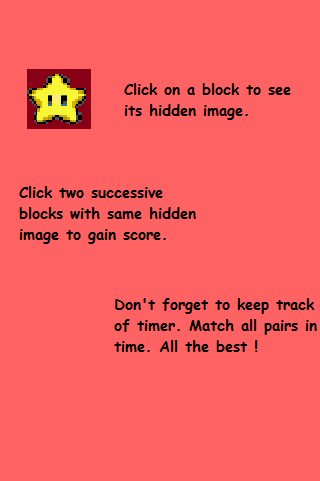 Click on a block to see
its hidden image.
Click two successive
blocks with same hidden
image to gain score.
Don't forget to keep track
of timer. Match all pairs in
time. All the best !